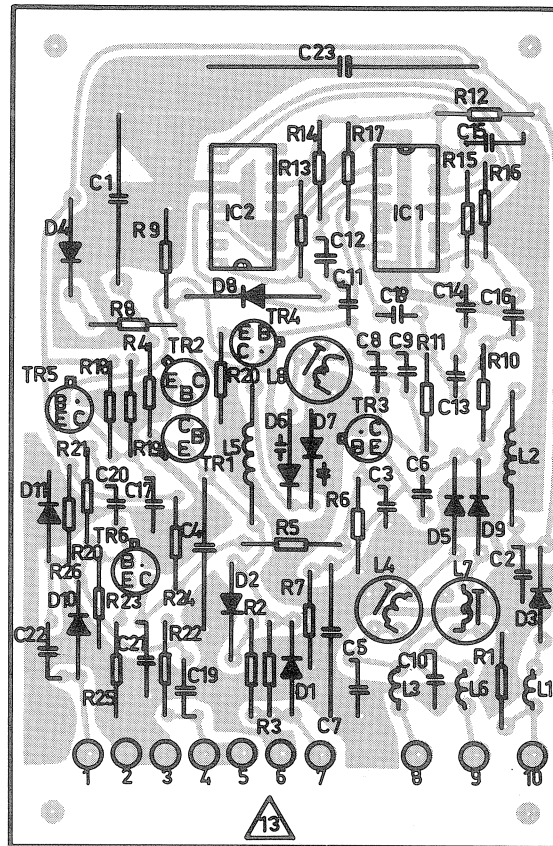 C23
R12
C15
R14 R17
R13
R15 R16
C1
IC2
IC1
D4
R9
C12
D8
C11
C18
C14
C16
R8
TR4
E B
C
TR2
E C
B
R4
R18
TR5
B
E C
R20
L8
C8 C9 R11
R10
C13
TR3
B
C E
C
B
E
R19
TR1
L5
D6 D7
L2
R21
C20 C17
C3
C6
D11
R6
TR6
B
E C
C4
R5
D5 D9
R20
R26
D10
R23
R24
D2
R2
R7
L4
L7
C2
D3
C22
C21 R22
C5
C10
R1
R25
C19
R3
D1
C7
L3
L6
L1
1 2 3 4 5 6 7 8 9 10
13